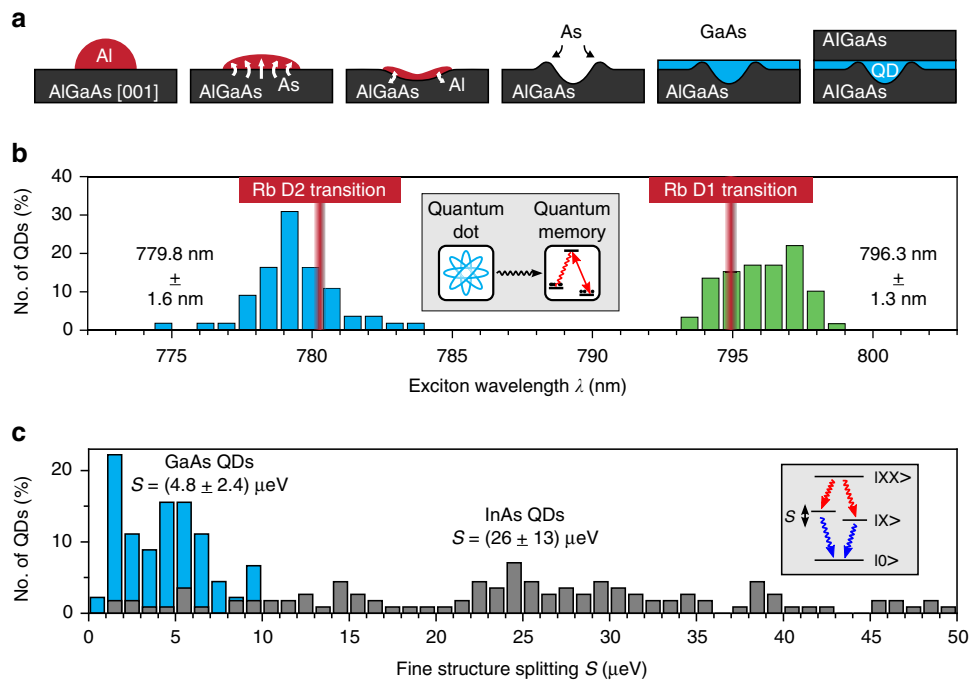 a
Al
AlGaAs [001]
AlGaAs
As
AlGaAs
Al
As
AlGaAs
GaAs
AlGaAs
AlGaAs
QD
AlGaAs
b
No. of QDs (%)
40
30
20
10
0
Rb D2 transition
Rb D1 transition
779.8 nm
±
1.6 nm
Quantum
dot
Quantum
memory
796.3 nm
±
1.3 nm
775
780
785
790
795
800
Exciton wavelength λ (nm)
c
No. of QDs (%)
20
10
0
GaAs QDs
S = (4.8 ± 2.4) μeV
InAs QDs
S = (26 ± 13) μeV
|XX>
S
|X>
|0>
0
5
10
15
20
25
30
35
40
45
50
Fine structure splitting S (μeV)